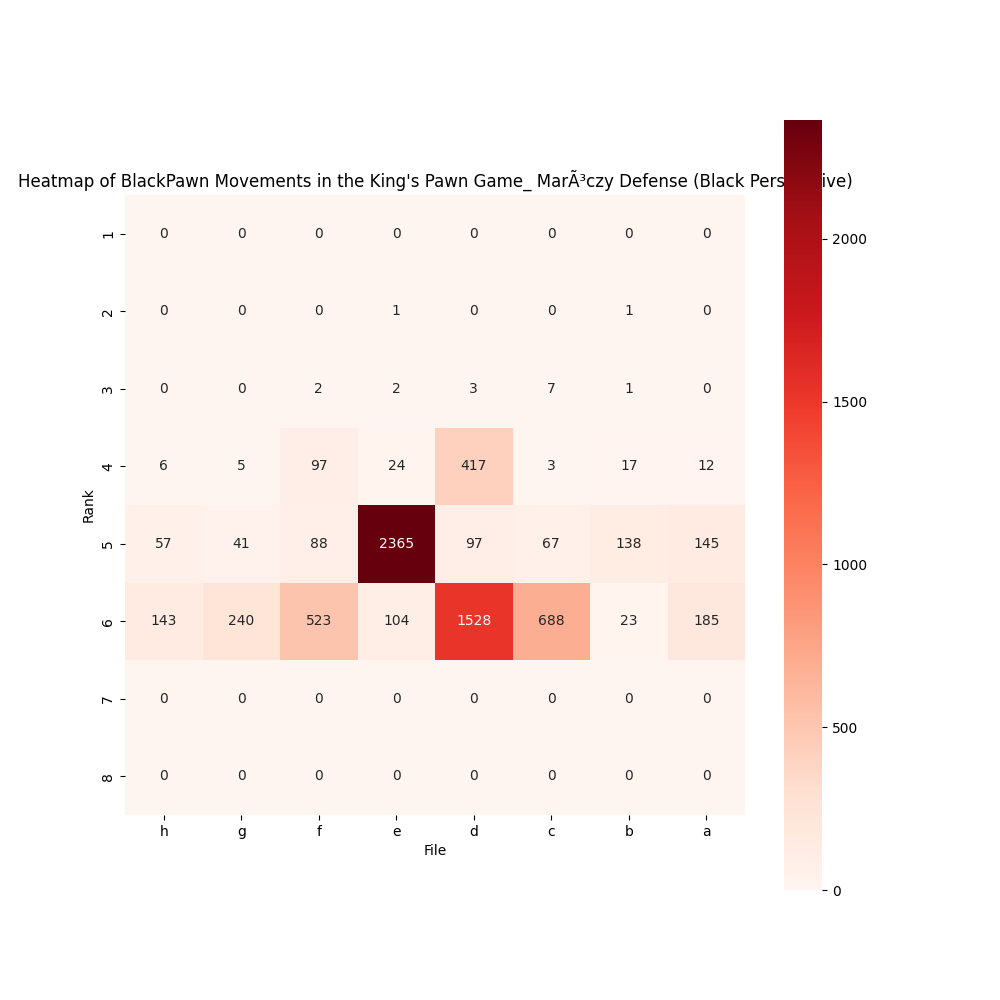 Heatmap of BlackPawn Movements in the King's Pawn Game_ MarÃ³czy Defense (Black Pers ive)
1 0 0 0 0 0 0 0 0
2 0 0 0 1 0 0 1 0
3 0 0 2 2 3 7 1 0
4 6 5 97 24 417 3 17 12
5 57 41 88 2365 97 67 138 145
6 143 240 523 104 1528 688 23 185
7 0 0 0 0 0 0 0 0
8 0 0 0 0 0 0 0 0
h g f e d c b a
File
Rank
2000
1500
1000
500
0